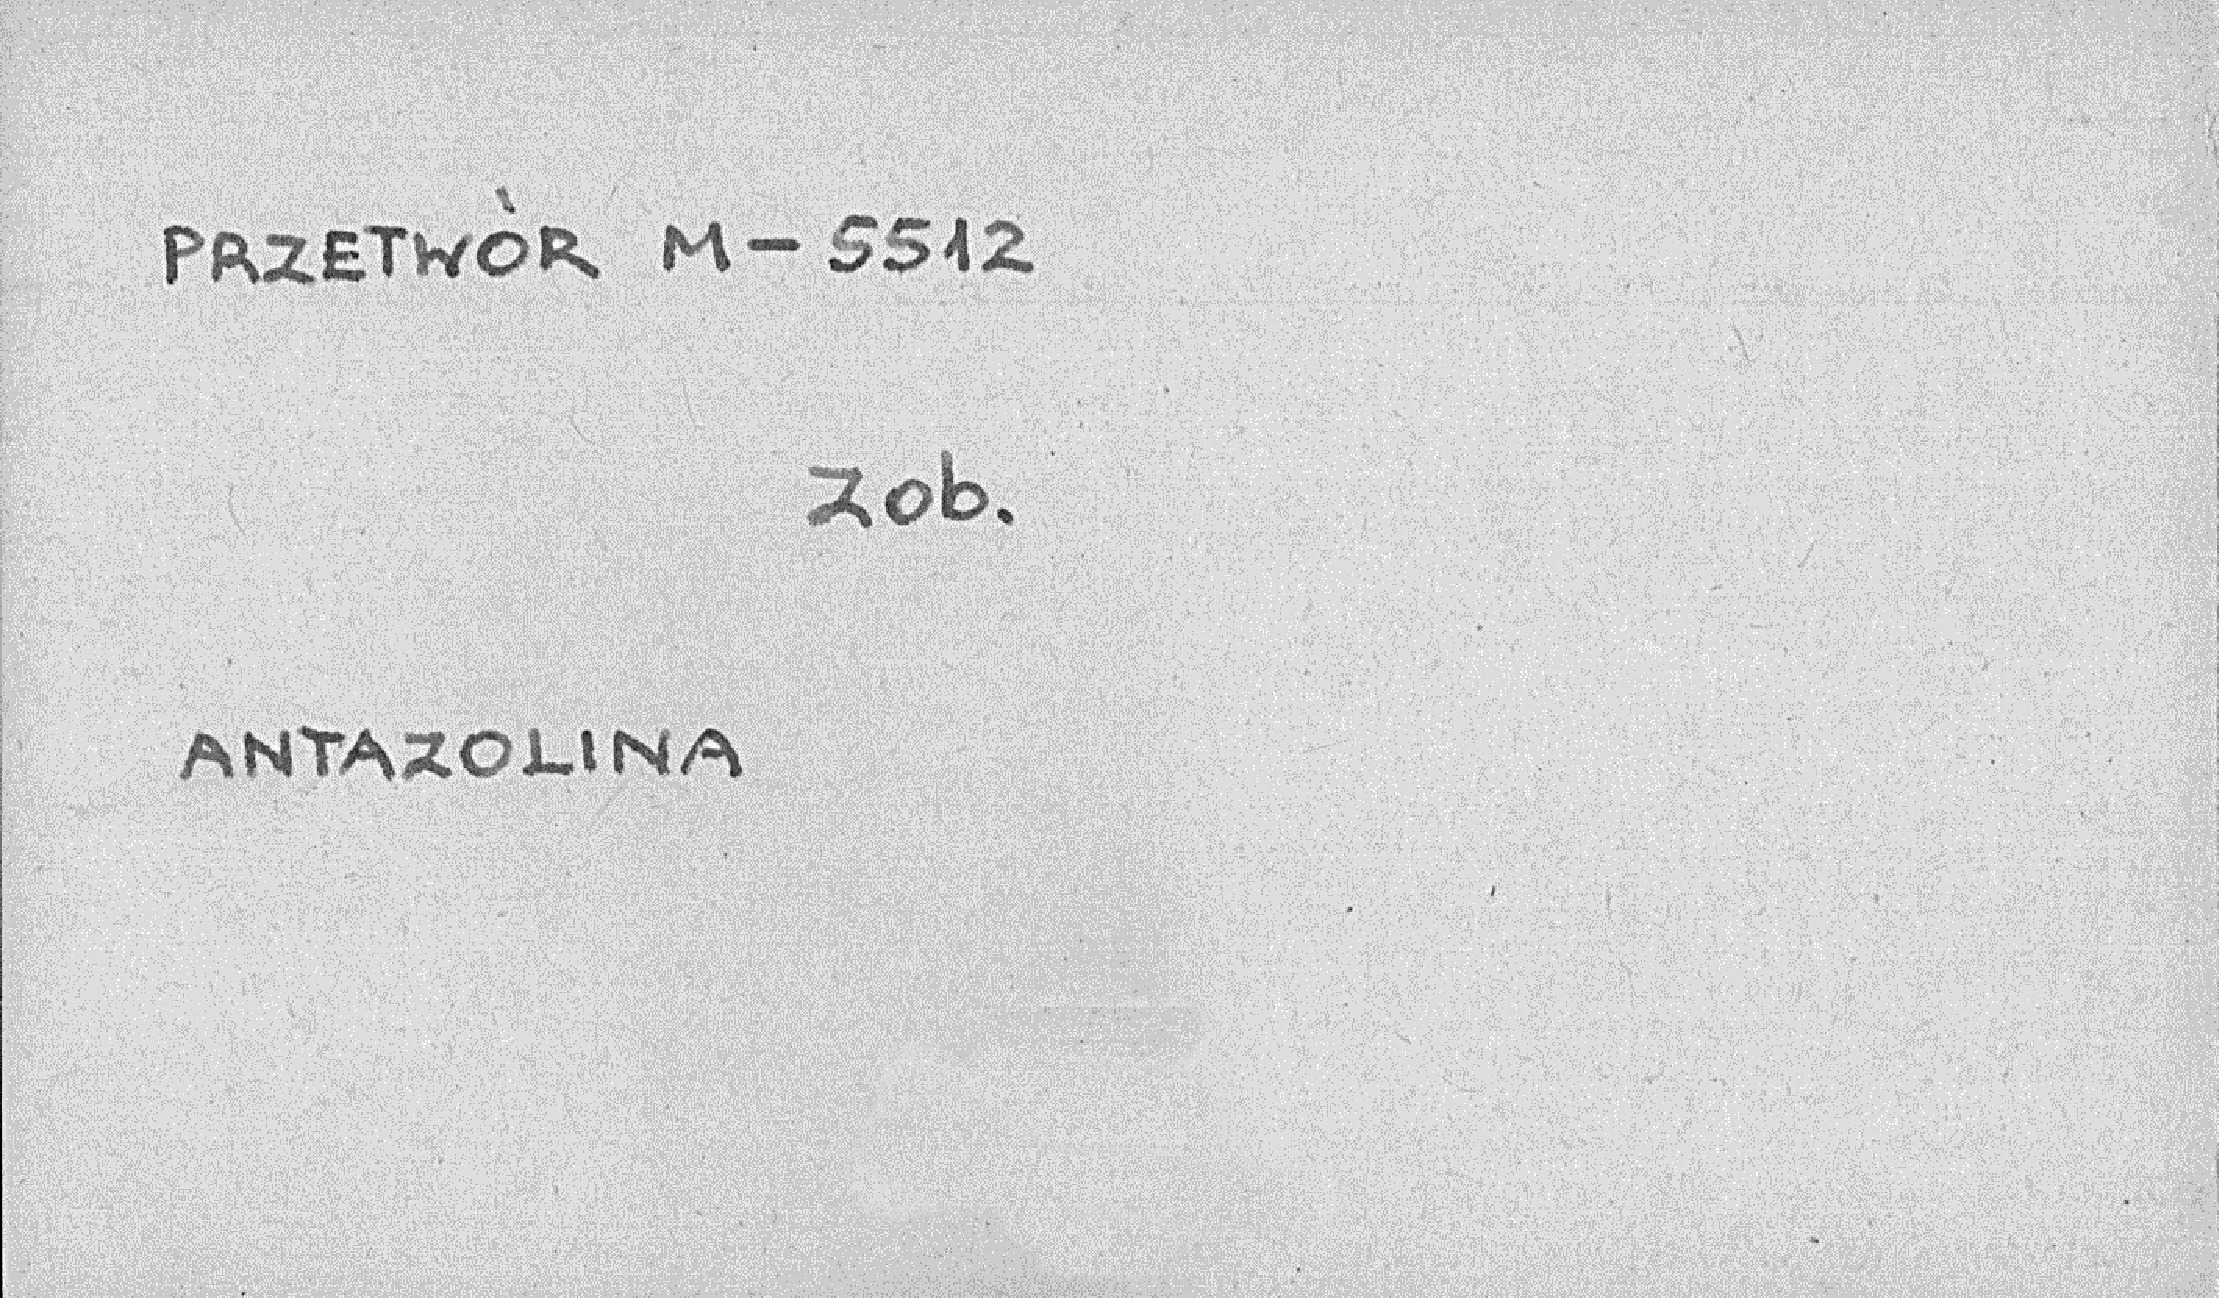 PRZETWÓR M-5512
Zob.
ANTAZOLINA